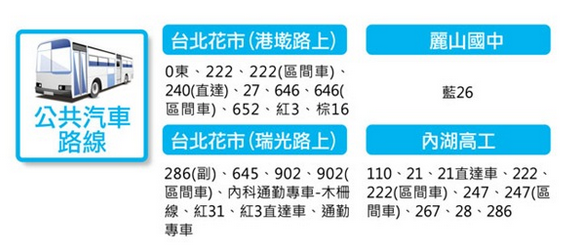 公共汽車
路線
台北花市(港墘路上)
0東、222、222(區間車)、
240(直達)、27、646、646(
區間車)、652、紅3、棕16
麗山國中
藍26
台北花市(瑞光路上)
286(副)、645、902、902(
區間車)、內科通勤專車-木柵
線、紅31、紅3直達車、通勤
專車
內湖高工
110、21、21直達車、222、
222(區間車)、247、247(區
間車)、267、28、286